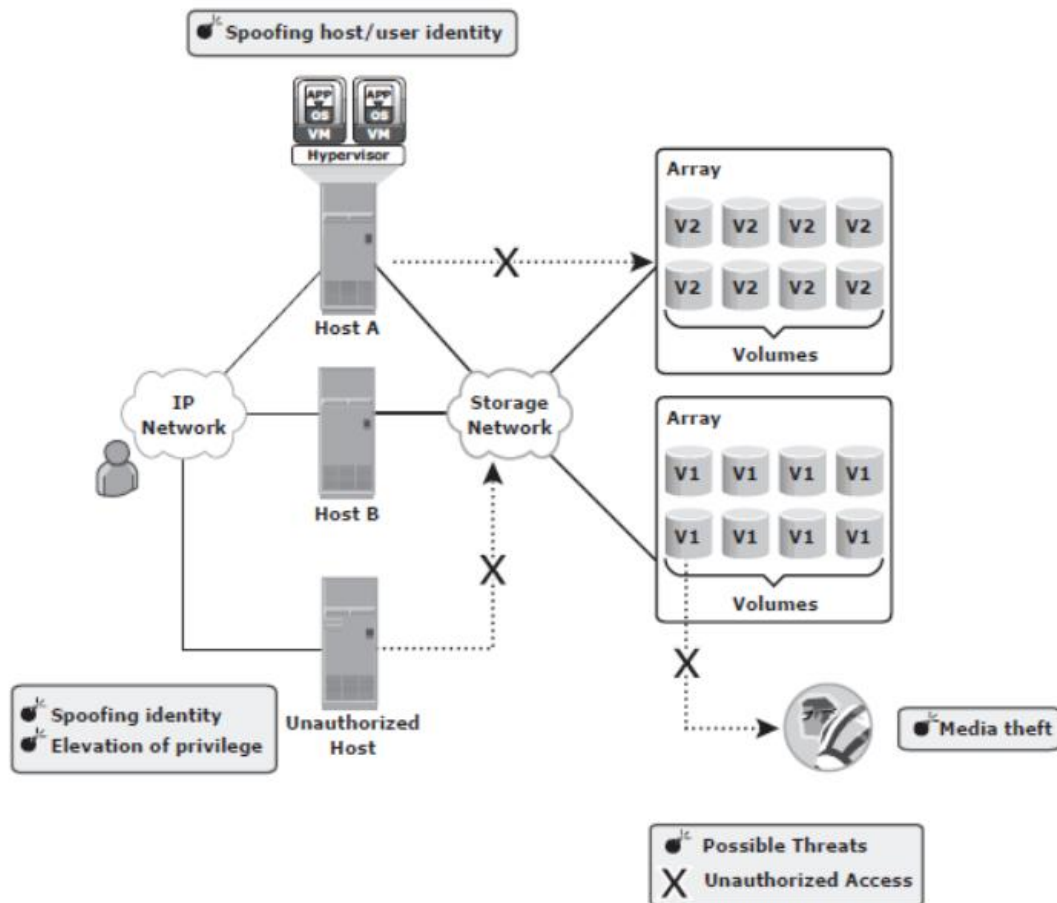 Spoofing host/user identity
APP APP
OS OS
VM VM
Hypervisor
Array
V2 V2 V2 V2
V2 V2 V2 V2
Volumes
Host A
IP
Network
Storage
Network
Host B
Array
V1 V1 V1 V1
V1 V1 V1 V1
Volumes
Unauthorized
Host
Spoofing identity
Elevation of privilege
Media theft
Possible Threats
X Unauthorized Access
X
X
X